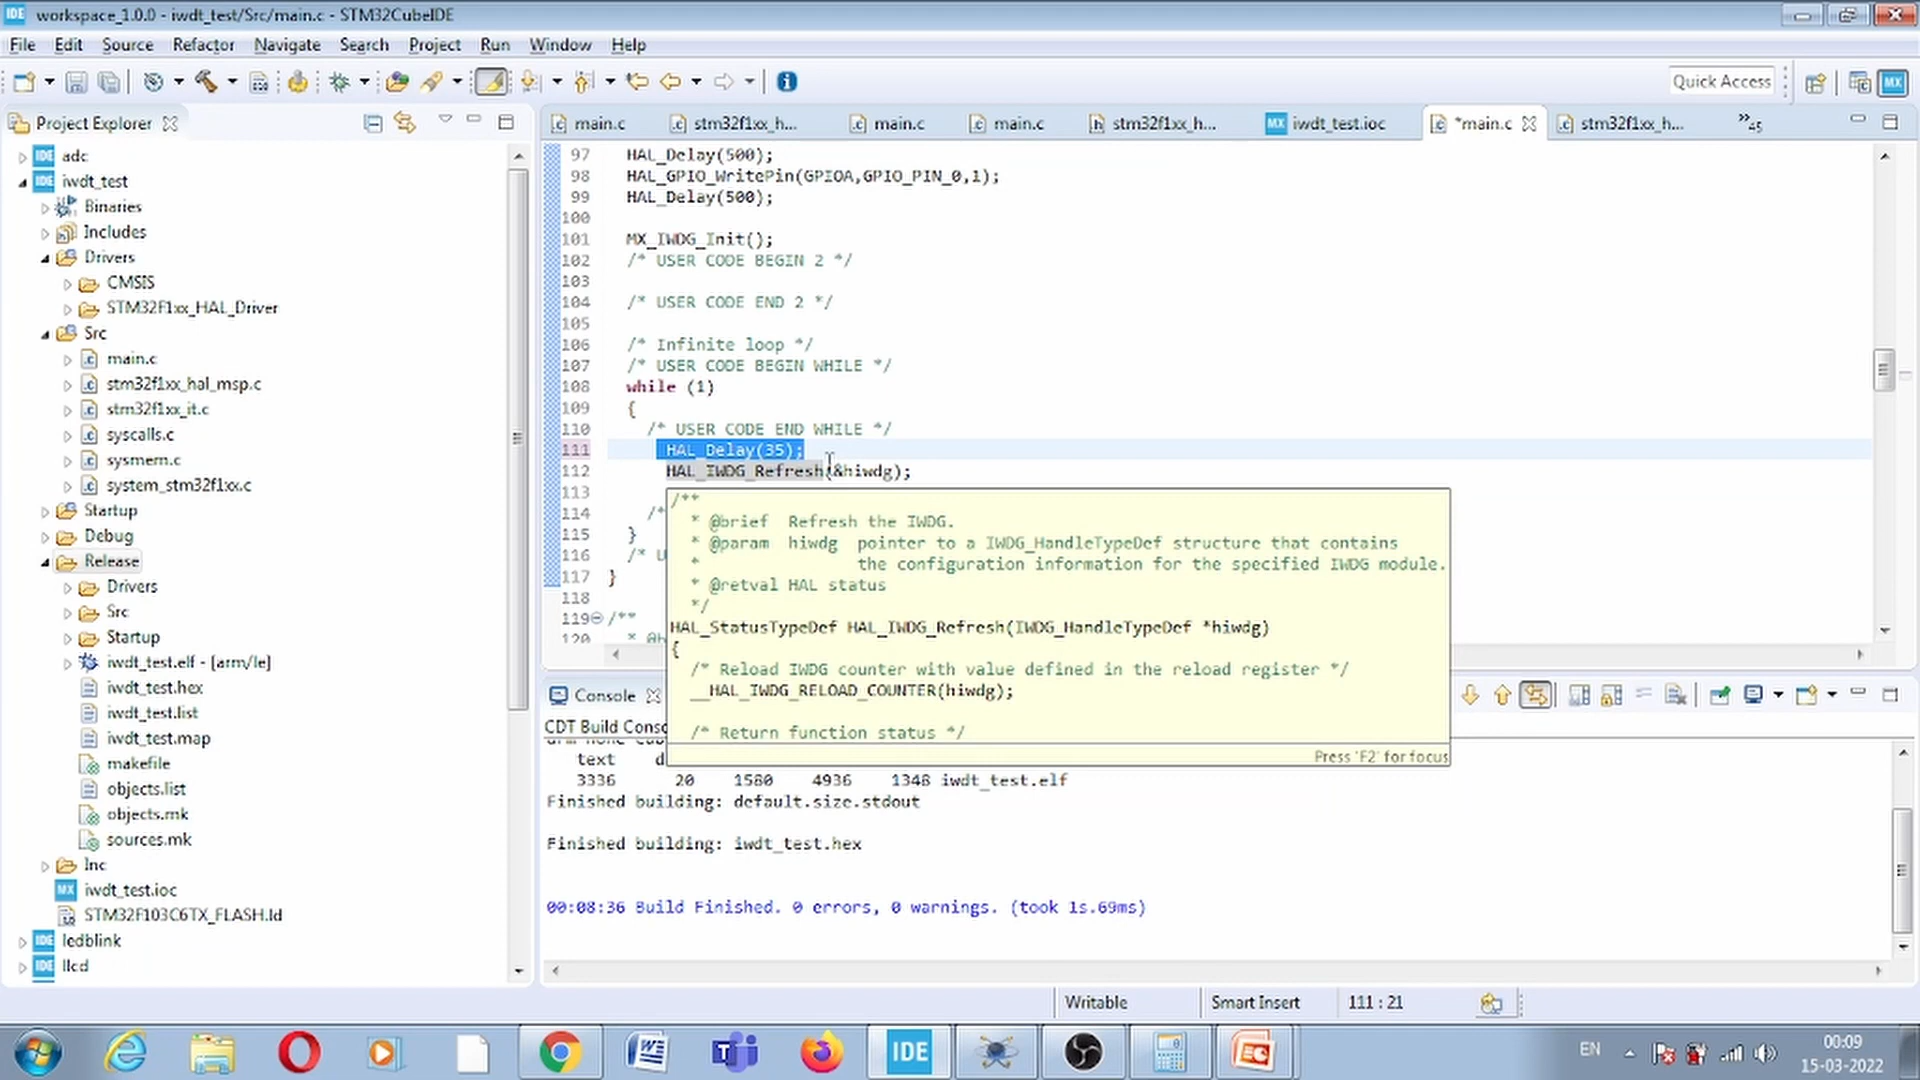 workspace_1.0.0 - iwdt_test/Src/main.c - STM32CubeIDE
File Edit Source Refactor Navigate Search Project Run Window Help
Quick Access
Project Explorer
main.c stm32f1xx_h... main.c main.c stm32f1xx_h... iwdt_test.ioc *main.c stm32f1xx_h... »45
adc
iwdt_test
Binaries
Includes
Drivers
CMSIS
STM32F1xx_HAL_Driver
Src
main.c
stm32f1xx_hal_msp.c
stm32f1xx_it.c
syscalls.c
sysmem.c
system_stm32f1xx.c
Startup
Debug
Release
Drivers
Src
Startup
iwdt_test.elf - [arm/le]
iwdt_test.hex
iwdt_test.list
iwdt_test.map
makefile
objects.list
objects.mk
sources.mk
Inc
iwdt_test.ioc
STM32F103C6TX_FLASH.ld
ledblink
llcd
97 HAL_Delay(500);
98 HAL_GPIO_WritePin(GPIOA,GPIO_PIN_0,1);
99 HAL_Delay(500);
100
101 MX_IWDG_Init();
102 /* USER CODE BEGIN 2 */
103
104 /* USER CODE END 2 */
105
106 /* Infinite loop */
107 /* USER CODE BEGIN WHILE */
108 while (1)
109 {
110 /* USER CODE END WHILE */
111 HAL_Delay(35);
112 HAL_IWDG_Refresh(&hiwdg);
113
114 /*
115 }
116 /* U
117 }
118
119 /**
120 * @b
/**
* @brief Refresh the IWDG.
* @param hiwdg pointer to a IWDG_HandleTypeDef structure that contains
* the configuration information for the specified IWDG module.
* @retval HAL status
*/
HAL_StatusTypeDef HAL_IWDG_Refresh(IWDG_HandleTypeDef *hiwdg)
{
/* Reload IWDG counter with value defined in the reload register */
__HAL_IWDG_RELOAD_COUNTER(hiwdg);
/* Return function status */
Press 'F2' for focus
Console
CDT Build Conso
text d
3336 20 1580 4936 1348 iwdt_test.elf
Finished building: default.size.stdout
Finished building: iwdt_test.hex
00:08:36 Build Finished. 0 errors, 0 warnings. (took 1s.69ms)
Writable Smart Insert 111 : 21
IDE
EN
00:09
15-03-2022